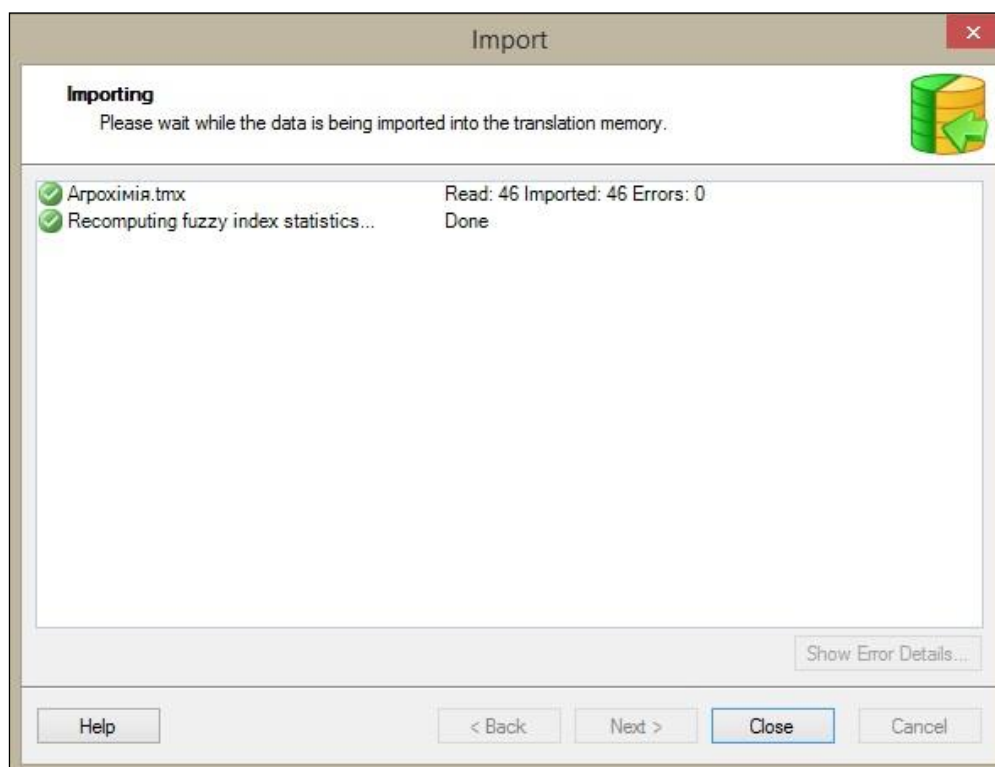 Import
Importing
Please wait while the data is being imported into the translation memory.
Агрохімія.tmx Read: 46 Imported: 46 Errors: 0
Recomputing fuzzy index statistics... Done
Show Error Details...
Help < Back Next > Close Cancel